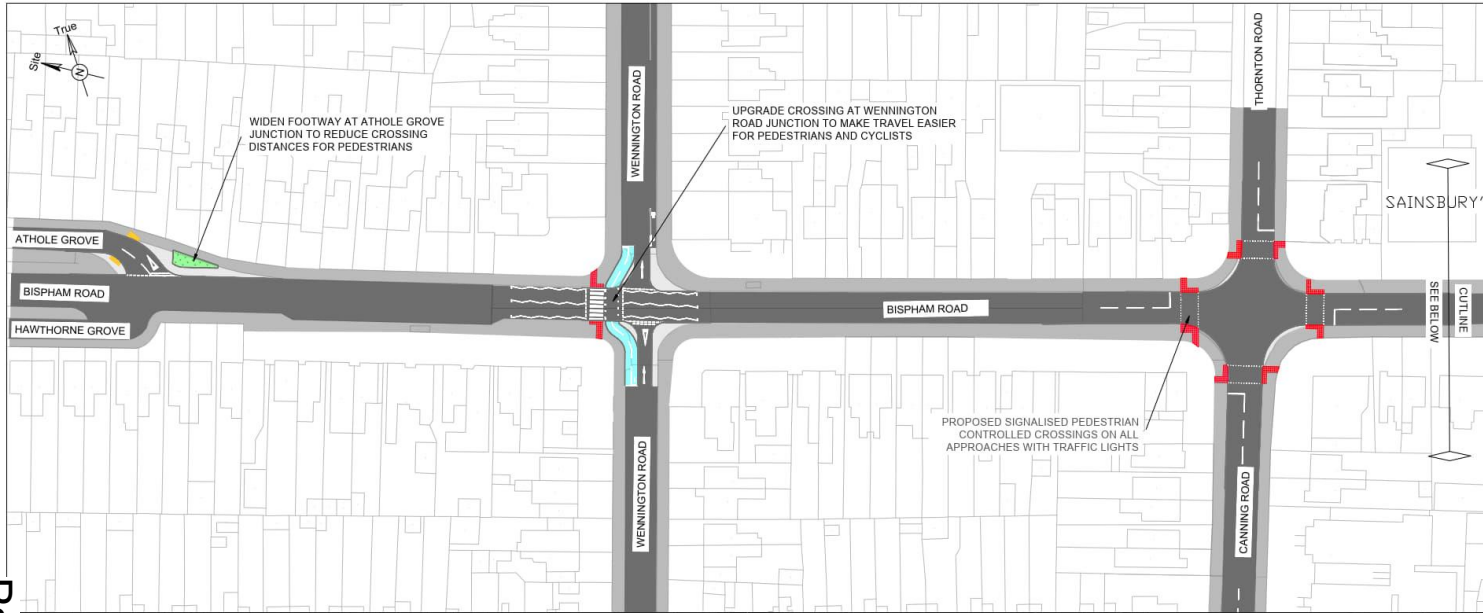 True
Site
N
WIDEN FOOTWAY AT ATHOLE GROVE
JUNCTION TO REDUCE CROSSING
DISTANCES FOR PEDESTRIANS
WENNINGTON ROAD
UPGRADE CROSSING AT WENNINGTON
ROAD JUNCTION TO MAKE TRAVEL EASIER
FOR PEDESTRIANS AND CYCLISTS
THORNTON ROAD
SAINSBURY'
ATHOLE GROVE
BISPHAM ROAD
HAWTHORNE GROVE
BISPHAM ROAD
CUTLINE
SEE BELOW
PROPOSED SIGNALISED PEDESTRIAN
CONTROLLED CROSSINGS ON ALL
APPROACHES WITH TRAFFIC LIGHTS
WENNINGTON ROAD
CANNING ROAD